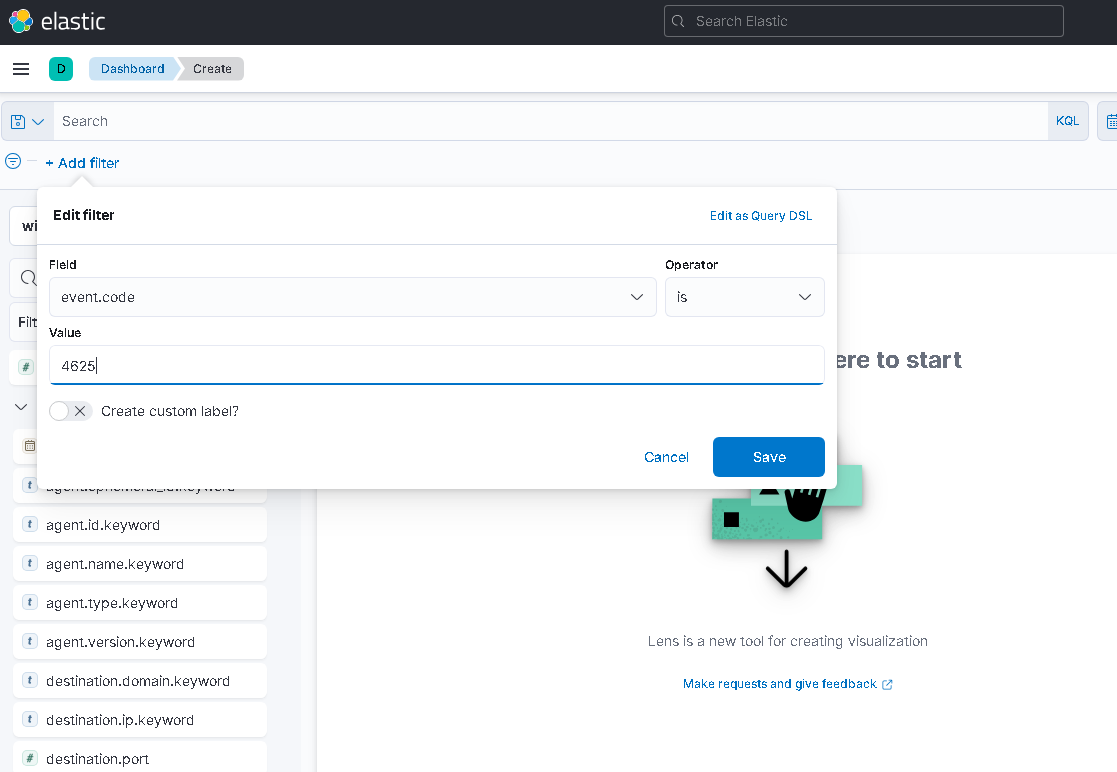 elastic
Search Elastic
D
Dashboard
Create
Search
KQL
+ Add filter
Edit filter
Edit as Query DSL
wi
Field
Operator
event.code
is
Filt
Value
4625
ere to start
#
Create custom label?
Cancel
Save
t agent.ephemeral_id.keyword
t agent.id.keyword
t agent.name.keyword
t agent.type.keyword
t agent.version.keyword
Lens is a new tool for creating visualization
t destination.domain.keyword
Make requests and give feedback
t destination.ip.keyword
# destination.port